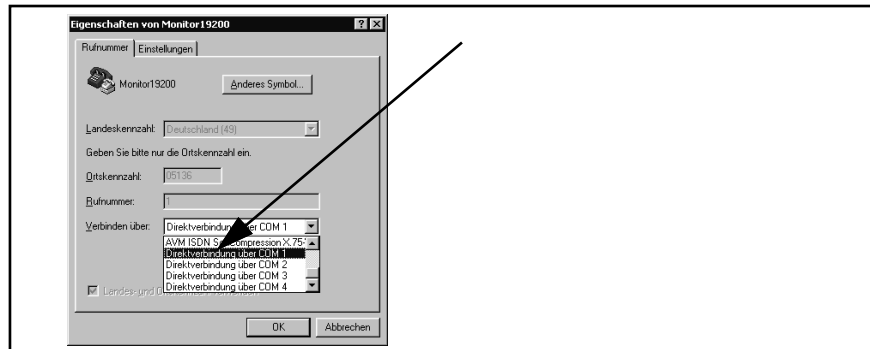 Eigenschaften von Monitor19200
Rufnummer Einstellungen
Monitor19200 Anderes Symbol...
Landeskennzahl: Deutschland (49)
Geben Sie bitte nur die Ortskennzahl ein.
Ortskennzahl: 05136
Rufnummer: 1
Verbinden über: Direktverbindung über COM 1
AVM ISDN Compression X.75-
Direktverbindung über COM 1
Direktverbindung über COM 2
Direktverbindung über COM 3
Direktverbindung über COM 4
Landes- und
OK Abbrechen